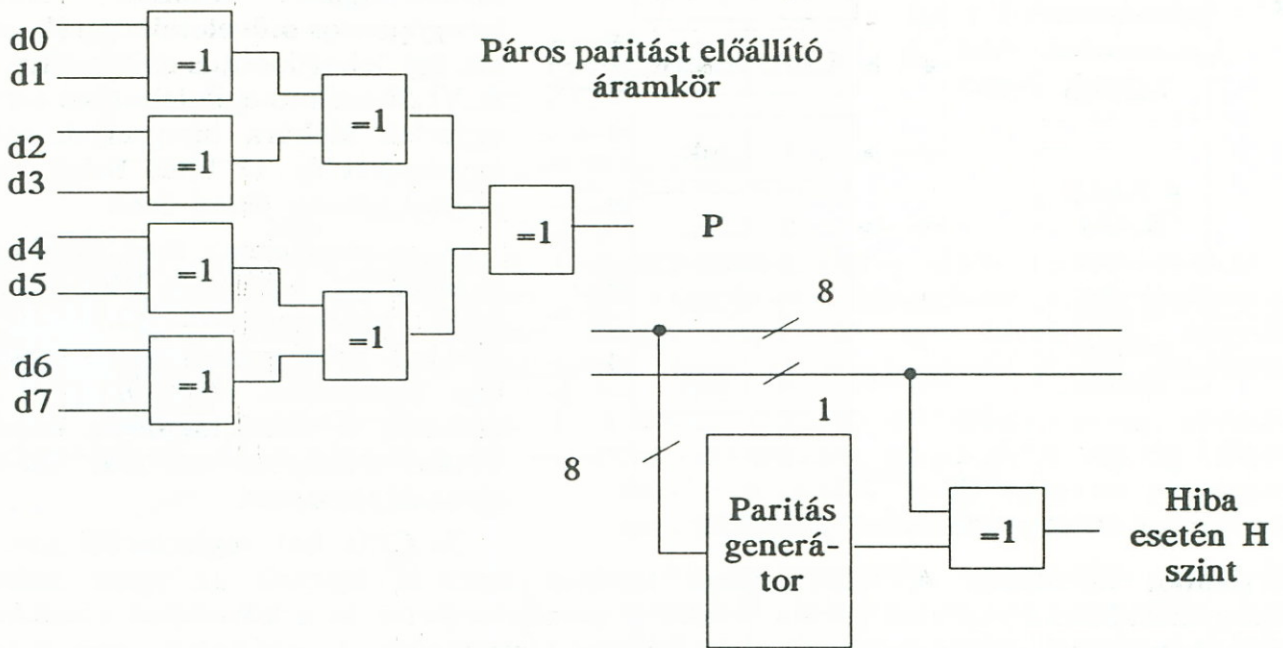 Páros paritást előállító
áramkör
d0
d1
=1
d2
d3
=1
=1
d4
d5
=1
d6
d7
=1
=1
=1
P
8
1
8
Paritás
generá-
tor
=1
Hiba
esetén H
szint